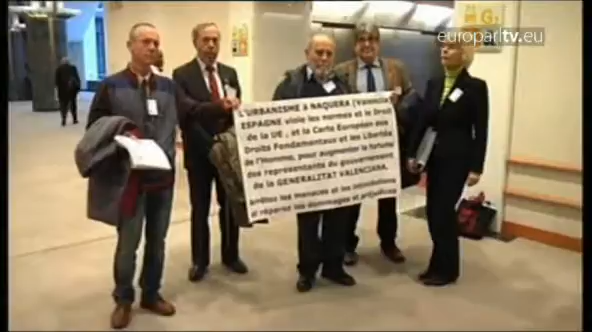 europarltv.eu
L'URBANISME à NAQUERA (Valencia)
ESPAGNE viole les normes et le Droit
de la UE, et la Carta Européen des
Droits Fondamentaux et les Libertés
de l'Homme, pour augmenter la fortune
des représentants du gouvernement
de la GENERALITAT VALENCIANA.
Arrêtez les menaces et les intimidations
et réparez les dommages et préjudices